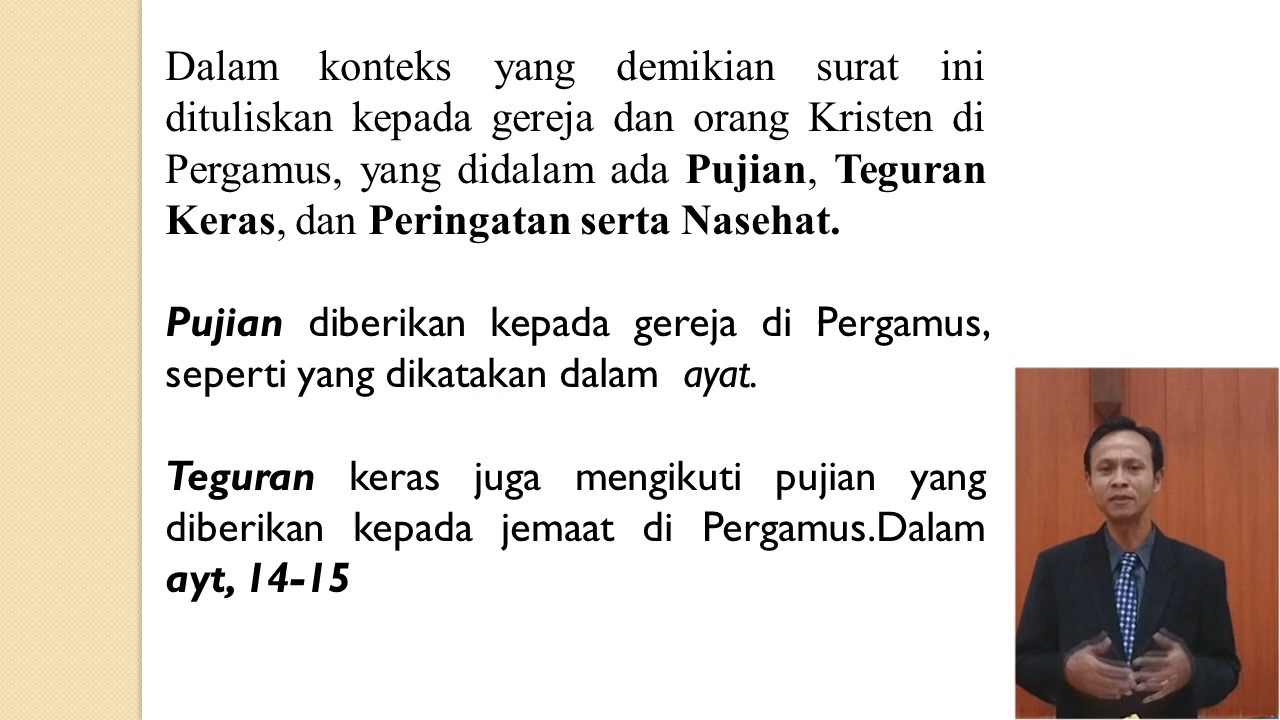 Dalam konteks yang demikian surat ini
dituliskan kepada gereja dan orang Kristen di
Pergamus, yang didalam ada Pujian, Teguran
Keras, dan Peringatan serta Nasehat.
Pujian diberikan kepada gereja di Pergamus,
seperti yang dikatakan dalam ayat.
Teguran keras juga mengikuti pujian yang
diberikan kepada jemaat di Pergamus.Dalam
ayt, 14-15